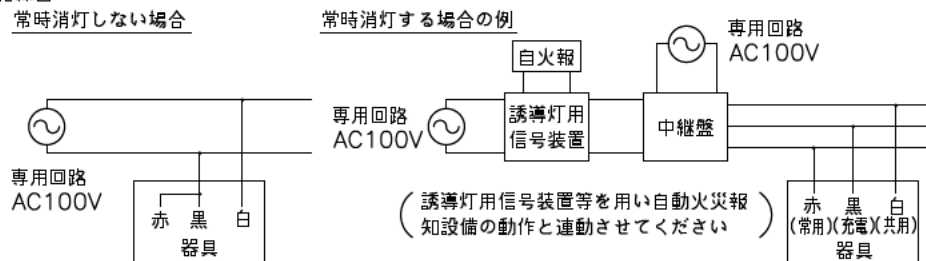 常時消灯しない場合
常時消灯する場合の例
専用回路
AC100V
自火報
専用回路
AC100V
誘導灯用
信号装置
中継盤
専用回路
AC100V
赤 黒 白
器具
(誘導灯用信号装置等を用い自動火災報
知設備の動作と連動させてください)
赤 黒 白
(常用)(充電)(共用)
器具